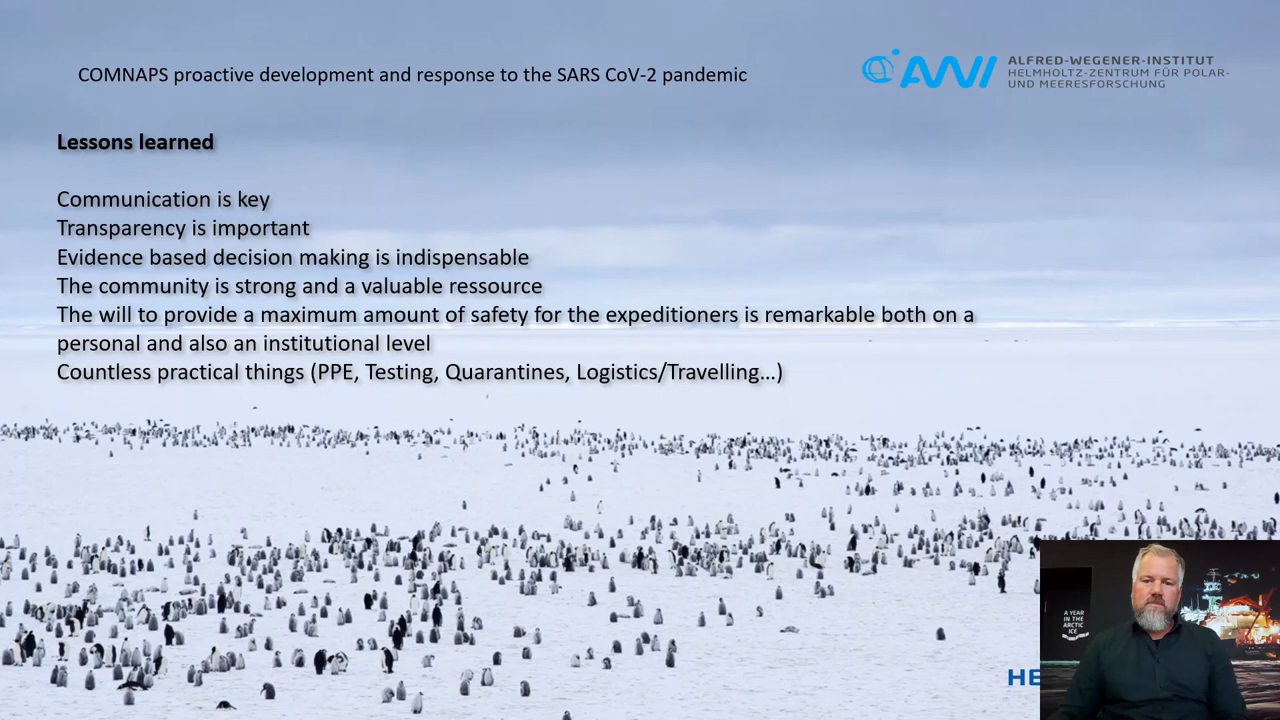 COMNAPS proactive development and response to the SARS CoV-2 pandemic
AWI
ALFRED-WEGENER-INSTITUT
HELMHOLTZ-ZENTRUM FÜR POLAR-
UND MEERESFORSCHUNG
Lessons learned
Communication is key
Transparency is important
Evidence based decision making is indispensable
The community is strong and a valuable ressource
The will to provide a maximum amount of safety for the expeditioners is remarkable both on a
personal and also an institutional level
Countless practical things (PPE, Testing, Quarantines, Logistics/Travelling…)
A YEAR
IN THE
ARCTIC
ICE
HE